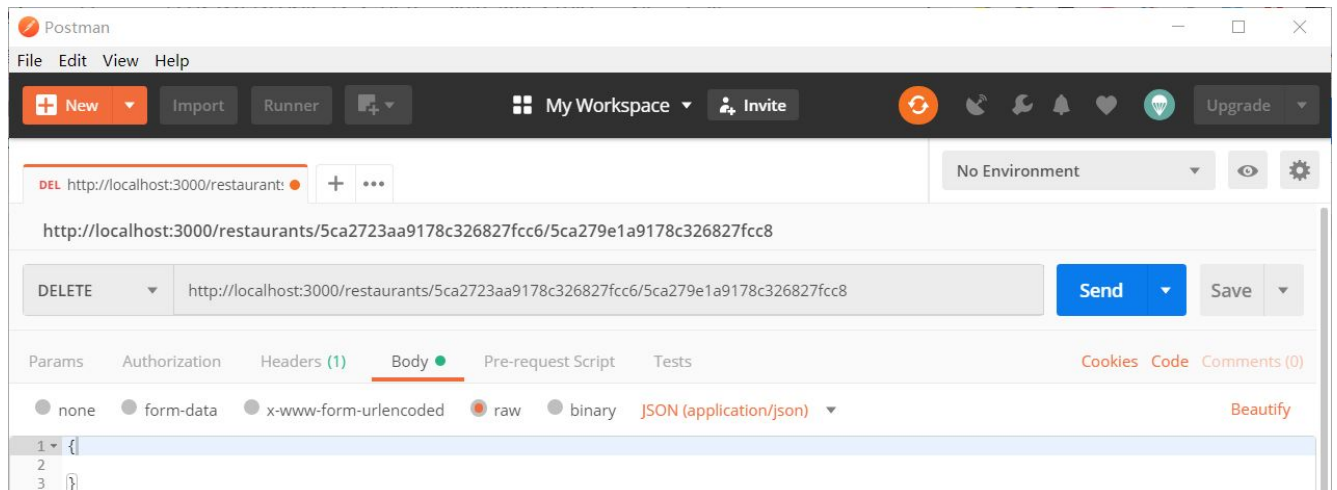 Postman
File Edit View Help
New Import Runner My Workspace Invite Upgrade
DEL http://localhost:3000/restaurant
No Environment
http://localhost:3000/restaurants/5ca2723aa9178c326827fcc6/5ca279e1a9178c326827fcc8
DELETE http://localhost:3000/restaurants/5ca2723aa9178c326827fcc6/5ca279e1a9178c326827fcc8 Send Save
Params Authorization Headers (1) Body Pre-request Script Tests Cookies Code Comments (0)
none form-data x-www-form-urlencoded raw binary JSON (application/json) Beautify
1 {
2
3 }